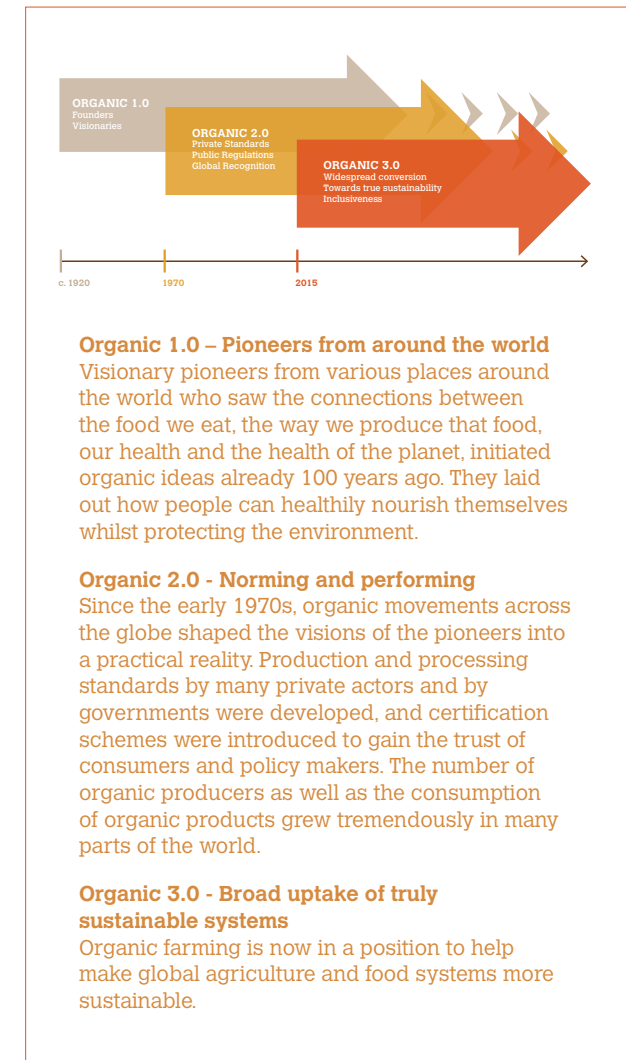 ORGANIC 1.0
Founders
Visionaries
ORGANIC 2.0
Private Standards
Public Regulations
Global Recognition
ORGANIC 3.0
Widespread conversion
Towards true sustainability
Inclusiveness
c. 1920
1970
2015
Organic 1.0 – Pioneers from around the world
Visionary pioneers from various places around
the world who saw the connections between
the food we eat, the way we produce that food,
our health and the health of the planet, initiated
organic ideas already 100 years ago. They laid
out how people can healthily nourish themselves
whilst protecting the environment.
Organic 2.0 - Norming and performing
Since the early 1970s, organic movements across
the globe shaped the visions of the pioneers into
a practical reality. Production and processing
standards by many private actors and by
governments were developed, and certification
schemes were introduced to gain the trust of
consumers and policy makers. The number of
organic producers as well as the consumption
of organic products grew tremendously in many
parts of the world.
Organic 3.0 - Broad uptake of truly
sustainable systems
Organic farming is now in a position to help
make global agriculture and food systems more
sustainable.